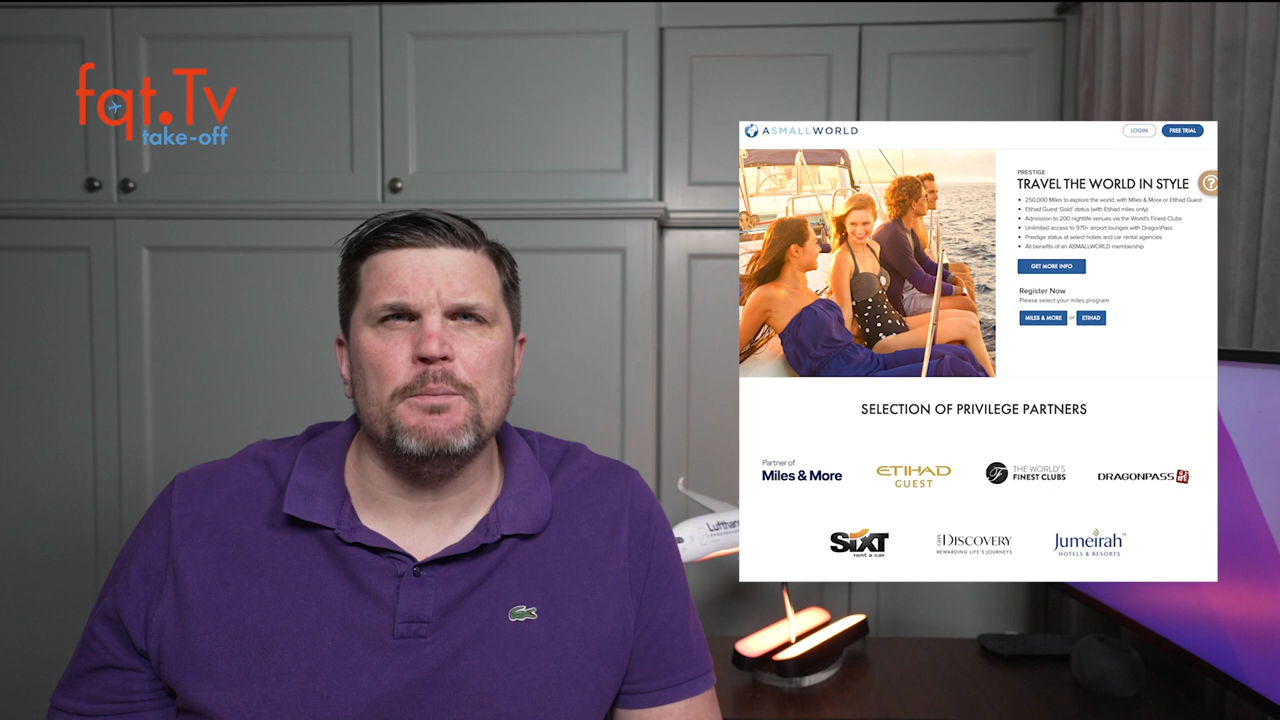 fqt.Tv
take-off
ASMALLWORLD
LOGIN
FREE TRIAL
PRESTIGE
TRAVEL THE WORLD IN STYLE
250,000 Miles to explore the world, with Miles & More or Etihad Guest
Etihad Guest 'Gold' status (with Etihad miles only)
Admission to 200 nightlife venues via the World's Finest Clubs
Unlimited access to 970+ airport lounges with DragonPass
Prestige status at select hotels and car rental agencies
All benefits of an ASMALLWORLD membership
GET MORE INFO
Register Now
Please select your miles program
MILES & MORE or ETIHAD
SELECTION OF PRIVILEGE PARTNERS
Partner of
Miles & More
ETIHAD
GUEST
THE WORLD'S
FINEST CLUBS
DRAGONPASS
SIXT
rent a car
GHA DISCOVERY
REWARDING LIFE'S JOURNEYS
Jumeirah™
HOTELS & RESORTS
Lufthan